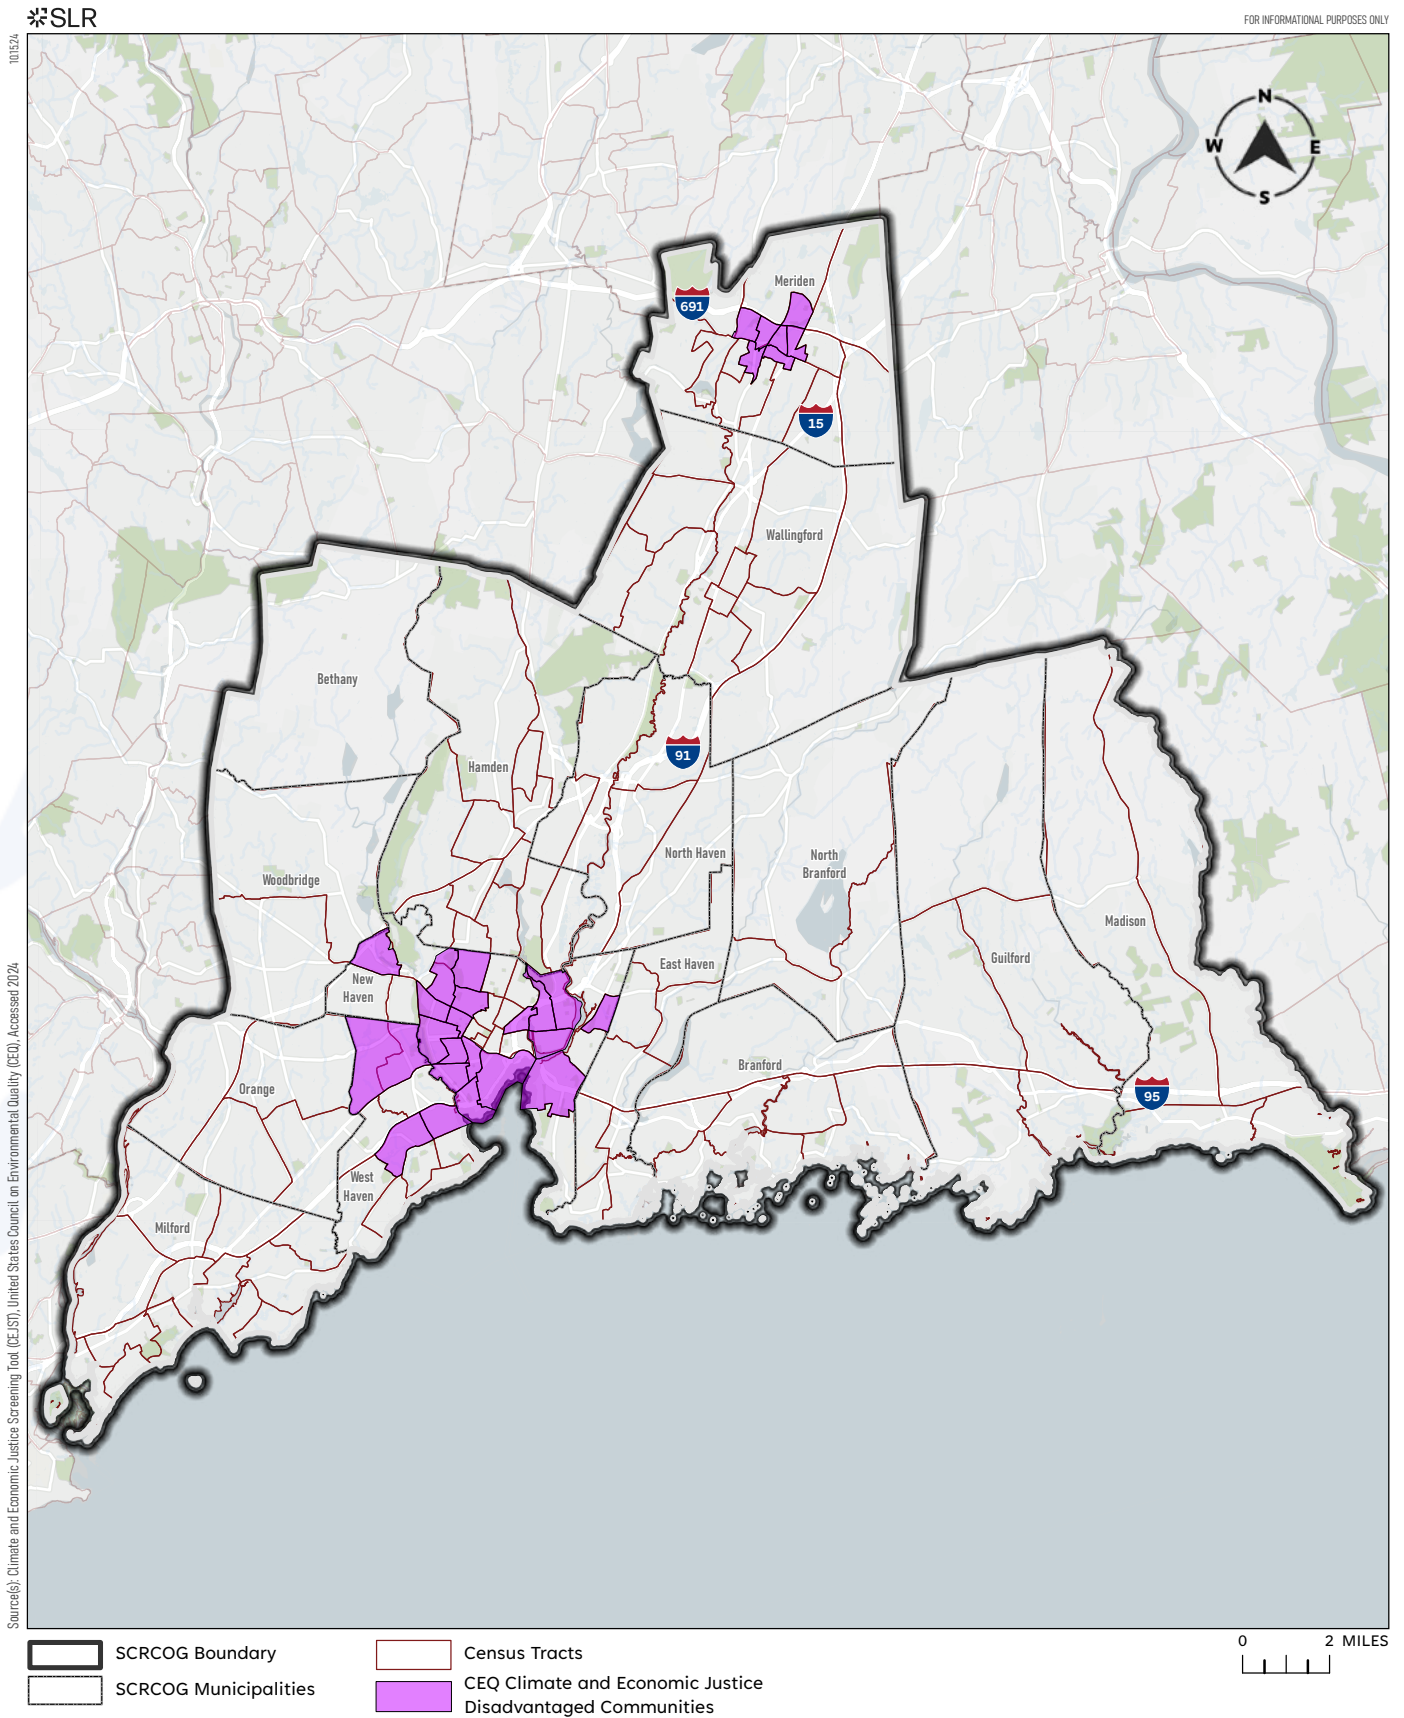 SLR
FOR INFORMATIONAL PURPOSES ONLY
10.15.24
N
W
E
S
Meriden
691
15
Wallingford
Bethany
91
Hamden
North Haven
North
Branford
Woodbridge
Madison
Guilford
East Haven
New
Haven
Branford
Orange
95
West
Haven
Milford
Source(s): Climate and Economic Justice Screening Tool (CEJST), United States Council on Environmental Quality (CEQ), Accessed 2024
SCRCOG Boundary
SCRCOG Municipalities
Census Tracts
CEQ Climate and Economic Justice
Disadvantaged Communities
0 2 MILES